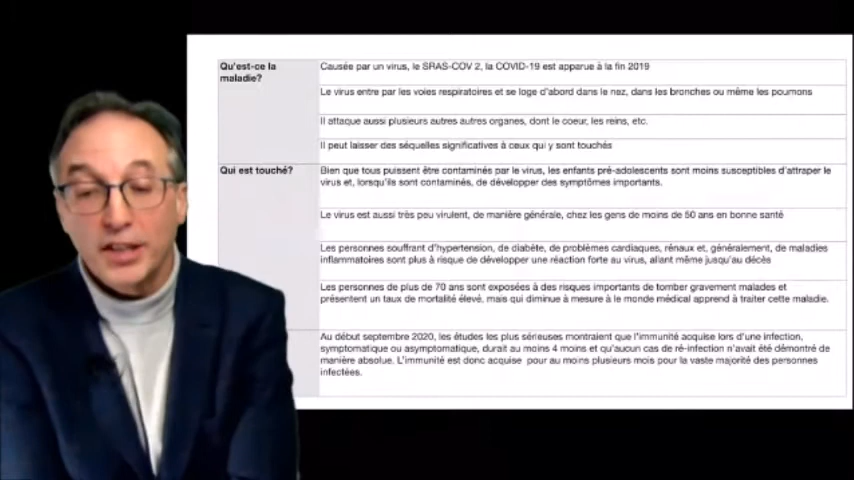 Qu'est-ce la
maladie?
Causée par un virus, le SRAS-COV 2, la COVID-19 est apparue à la fin 2019
Le virus entre par les voies respiratoires et se loge d'abord dans le nez, dans les bronches ou même les poumons
Il attaque aussi plusieurs autres autres organes, dont le coeur, les reins, etc.
Il peut laisser des séquelles significatives à ceux qui y sont touchés
Qui est touché?
Bien que tous puissent être contaminés par le virus, les enfants pré-adolescents sont moins susceptibles d'attraper le
virus et, lorsqu'ils sont contaminés, de développer des symptômes importants.
Le virus est aussi très peu virulent, de manière générale, chez les gens de moins de 50 ans en bonne santé
Les personnes souffrant d'hypertension, de diabète, de problèmes cardiaques, rénaux et, généralement, de maladies
inflammatoires sont plus à risque de développer une réaction forte au virus, allant même jusqu'au décès
Les personnes de plus de 70 ans sont exposées à des risques importants de tomber gravement malades et
présentent un taux de mortalité élevé, mais qui diminue à mesure à le monde médical apprend à traiter cette maladie.
Au début septembre 2020, les études les plus sérieuses montraient que l'immunité acquise lors d'une infection,
symptomatique ou asymptomatique, durait au moins 4 moins et qu'aucun cas de ré-infection n'avait été démontré de
manière absolue. L'immunité est donc acquise pour au moins plusieurs mois pour la vaste majorité des personnes
infectées.